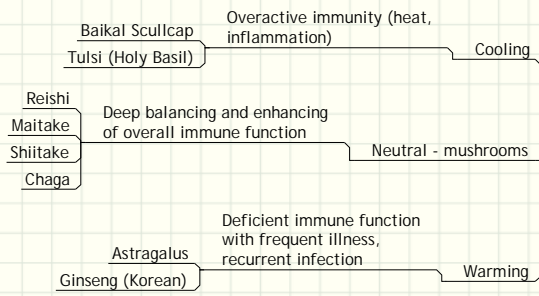 Baikal Scullcap
Tulsi (Holy Basil)
Overactive immunity (heat,
inflammation)
Cooling
Reishi
Maitake
Shiitake
Chaga
Deep balancing and enhancing
of overall immune function
Neutral - mushrooms
Astragalus
Ginseng (Korean)
Deficient immune function
with frequent illness,
recurrent infection
Warming